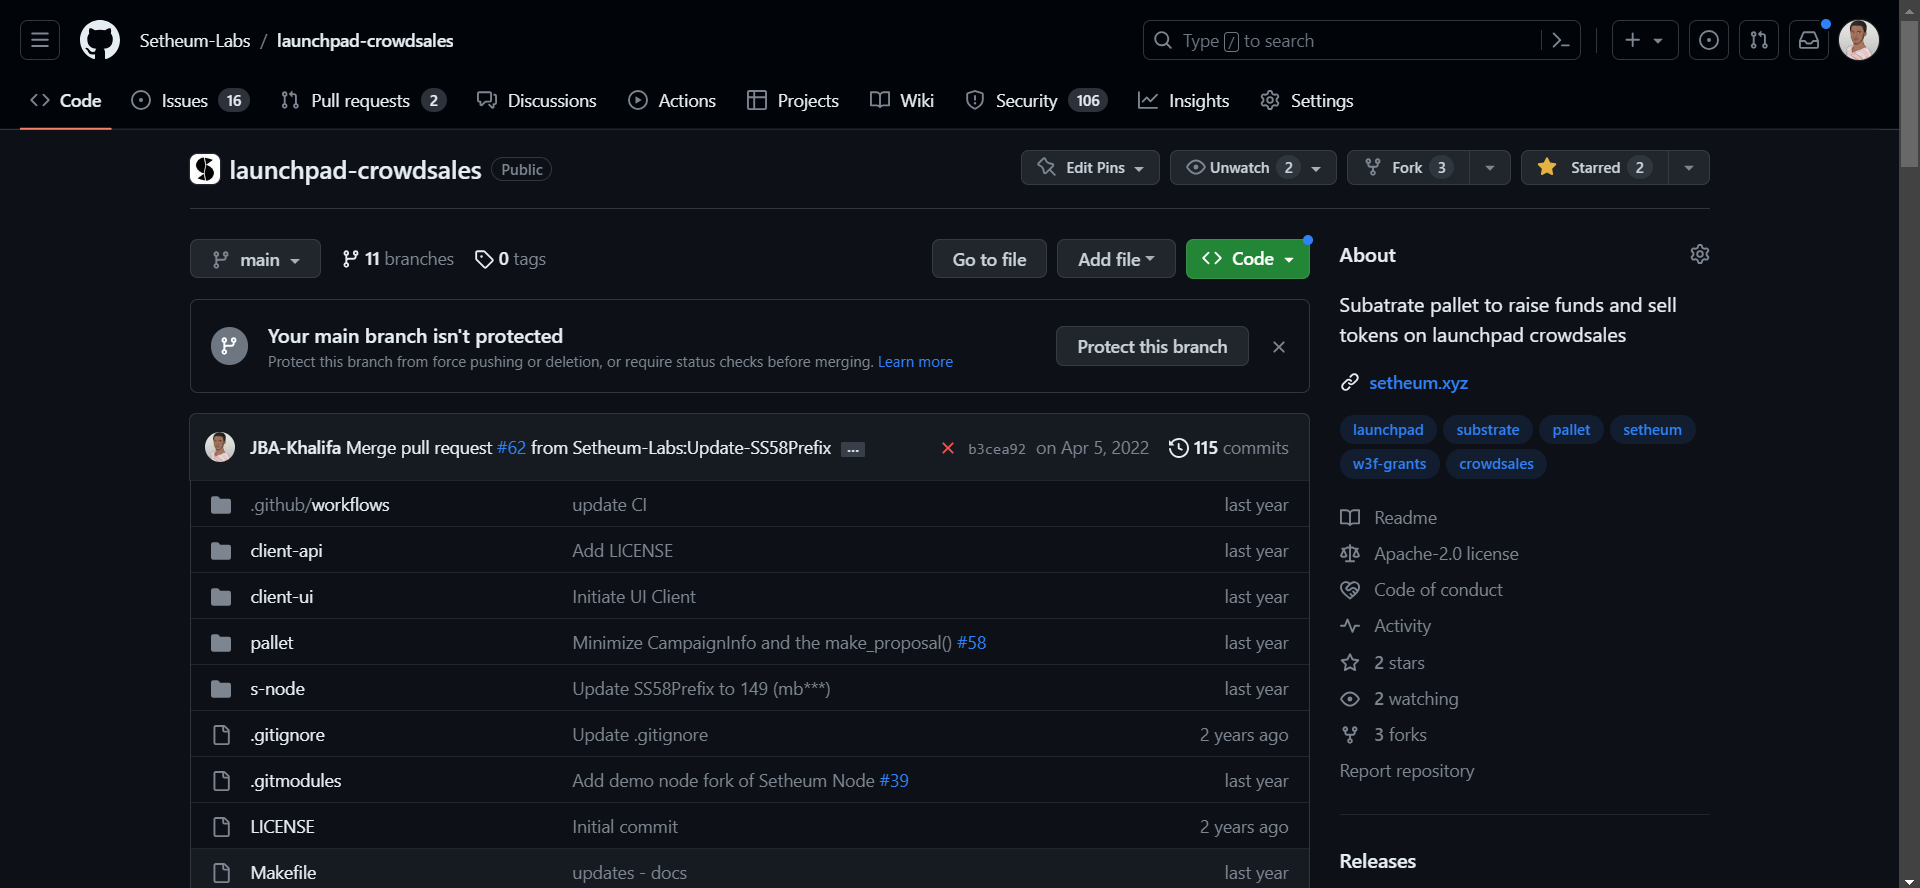 Setheum-Labs / launchpad-crowdsales
Type / to search
Code
Issues 16
Pull requests 2
Discussions
Actions
Projects
Wiki
Security 106
Insights
Settings
launchpad-crowdsales Public
Edit Pins
Unwatch 2
Fork 3
Starred 2
main
11 branches
0 tags
Go to file
Add file
Code
Your main branch isn't protected
Protect this branch from force pushing or deletion, or require status checks before merging. Learn more
Protect this branch
JBA-Khalifa Merge pull request #62 from Setheum-Labs:Update-SS58Prefix ... b3cea92 on Apr 5, 2022 115 commits
.github/workflows update CI last year
client-api Add LICENSE last year
client-ui Initiate UI Client last year
pallet Minimize CampaignInfo and the make_proposal() #58 last year
s-node Update SS58Prefix to 149 (mb***) last year
.gitignore Update .gitignore 2 years ago
.gitmodules Add demo node fork of Setheum Node #39 last year
LICENSE Initial commit 2 years ago
Makefile updates - docs last year
About
Subatrate pallet to raise funds and sell
tokens on launchpad crowdsales
setheum.xyz
launchpad substrate pallet setheum
w3f-grants crowdsales
Readme
Apache-2.0 license
Code of conduct
Activity
2 stars
2 watching
3 forks
Report repository
Releases